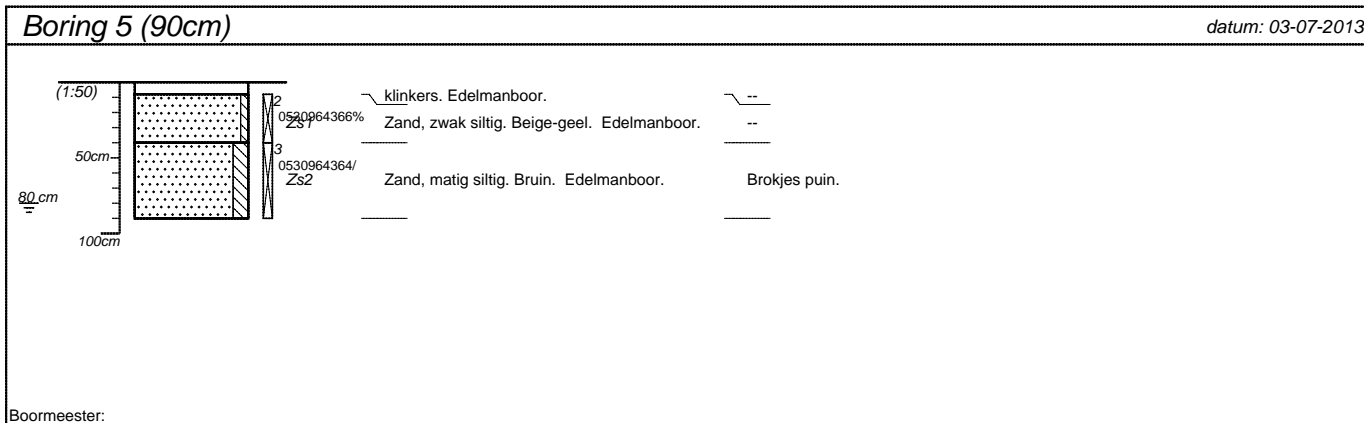 Boring 5 (90cm) datum: 03-07-2013
(1:50) 2 klinkers. Edelmanboor. --
0530964366% Zs1 Zand, zwak siltig. Beige-geel. Edelmanboor. --
50cm 3
0530964364/
Zs2 Zand, matig siltig. Bruin. Edelmanboor. Brokjes puin.
80 cm
100cm
Boormeester: